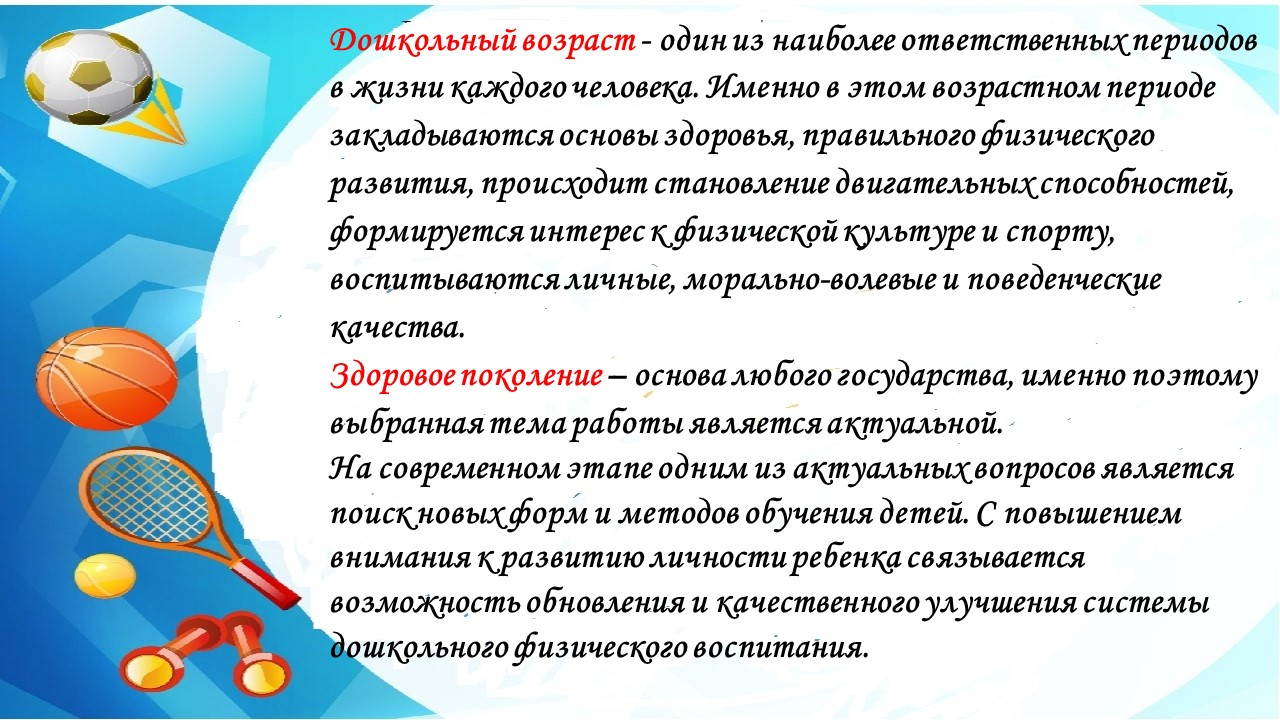 Дошкольный возраст - один из наиболее ответственных периодов
в жизни каждого человека. Именно в этом возрастном периоде
закладываются основы здоровья, правильного физического
развития, происходит становление двигательных способностей,
формируется интерес к физической культуре и спорту,
воспитываются личные, морально-волевые и поведенческие
качества.
Здоровое поколение – основа любого государства, именно поэтому
выбранная тема работы является актуальной.
На современном этапе одним из актуальных вопросов является
поиск новых форм и методов обучения детей. С повышением
внимания к развитию личности ребенка связывается
возможность обновления и качественного улучшения системы
дошкольного физического воспитания.